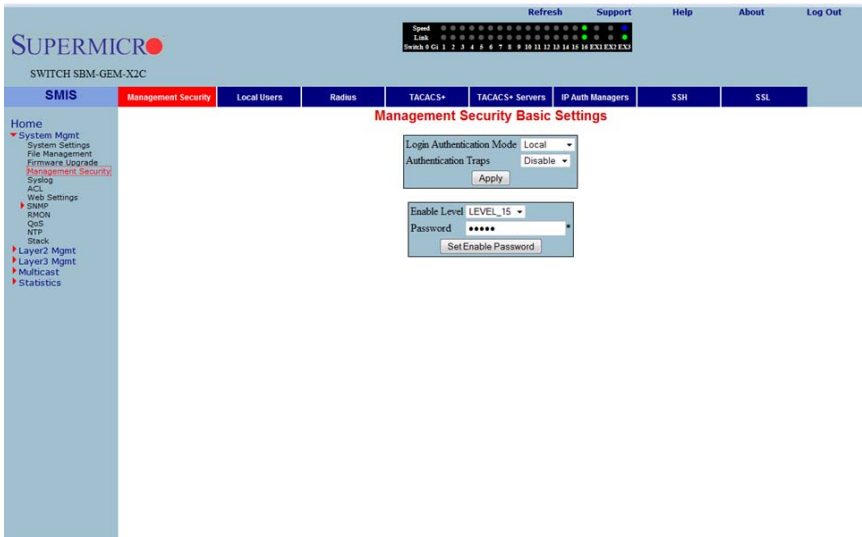 Refresh Support Help About Log Out
Speed
Link
Switch 0 Gi 1 2 3 4 5 6 7 8 9 10 11 12 13 14 15 16 EX1 EX2 EX3
SUPERMICRO
SWITCH SBM-GEM-X2C
SMIS Management Security Local Users Radius TACACS+ TACACS+ Servers IP Auth Managers SSH SSL
Management Security Basic Settings
Home
System Mgmt
System Settings
File Management
Firmware Upgrade
Management Security
Syslog
ACL
Web Settings
SNMP
RMON
QoS
NTP
Stack
Layer2 Mgmt
Layer3 Mgmt
Multicast
Statistics
Login Authentication Mode Local
Authentication Traps Disable
Apply
Enable Level LEVEL_15
Password ●●●●● *
Set Enable Password